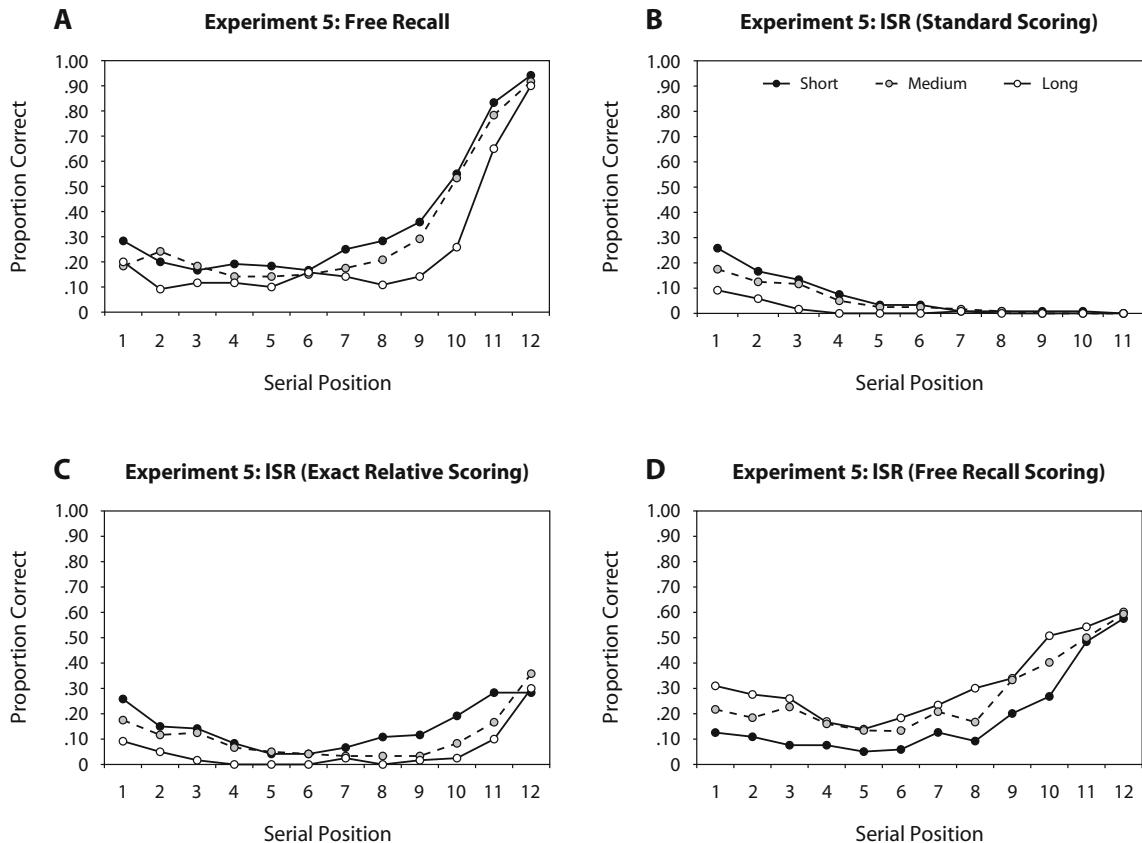 A Experiment 5: Free Recall
1.00
.90
.80
.70
.60
.50
.40
.30
.20
.10
0
Proportion Correct
1 2 3 4 5 6 7 8 9 10 11 12
Serial Position
B Experiment 5: ISR (Standard Scoring)
Short Medium Long
1.00
.90
.80
.70
.60
.50
.40
.30
.20
.10
0
Proportion Correct
1 2 3 4 5 6 7 8 9 10 11
Serial Position
C Experiment 5: ISR (Exact Relative Scoring)
1.00
.90
.80
.70
.60
.50
.40
.30
.20
.10
0
Proportion Correct
1 2 3 4 5 6 7 8 9 10 11 12
Serial Position
D Experiment 5: ISR (Free Recall Scoring)
1.00
.90
.80
.70
.60
.50
.40
.30
.20
.10
0
Proportion Correct
1 2 3 4 5 6 7 8 9 10 11 12
Serial Position